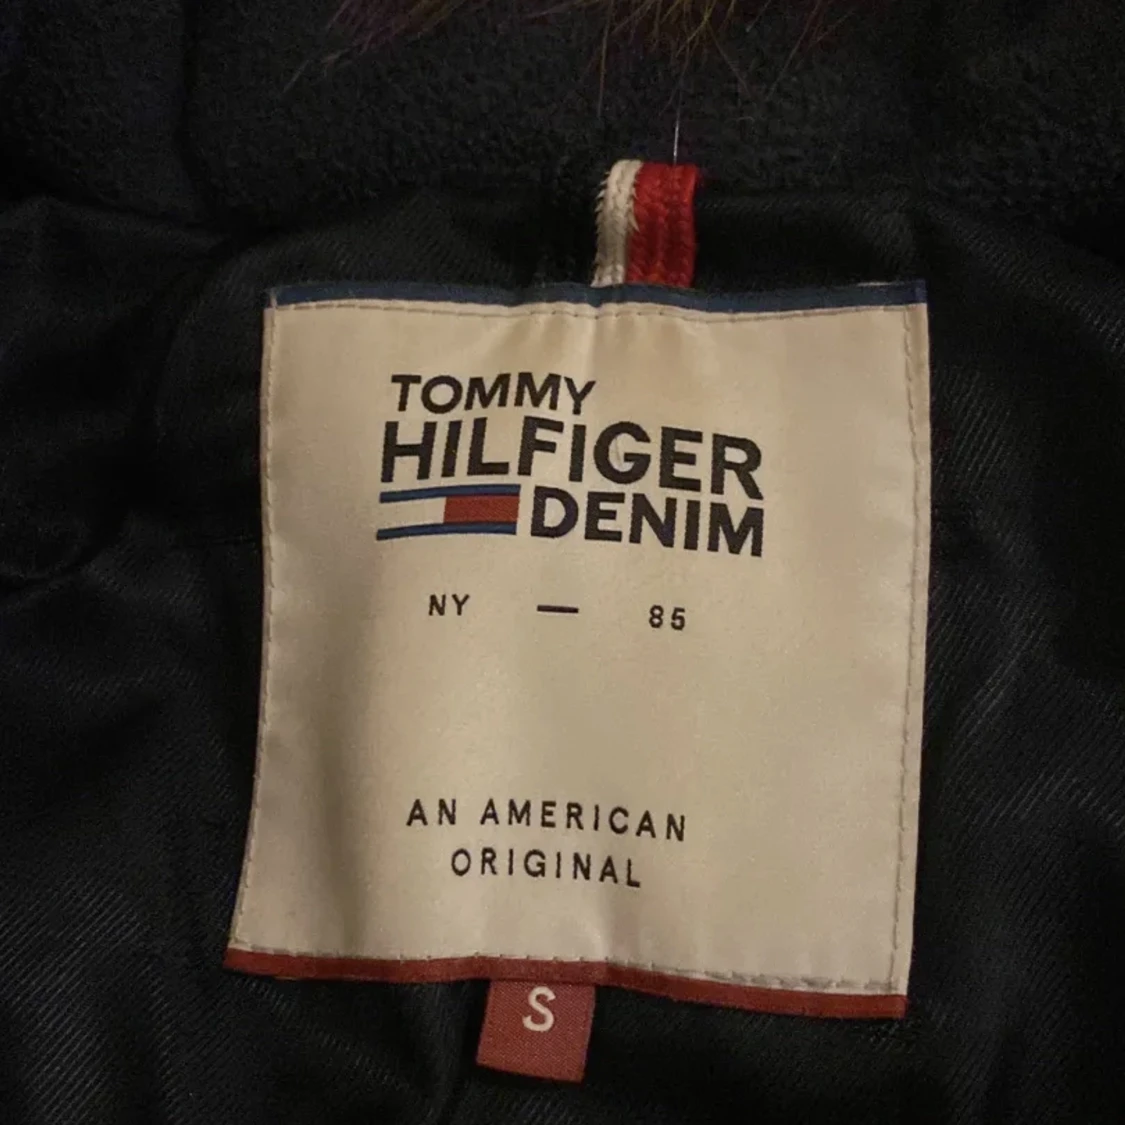 TOMMY
HILFIGER
DENIM
NY — 85
AN AMERICAN
ORIGINAL
S